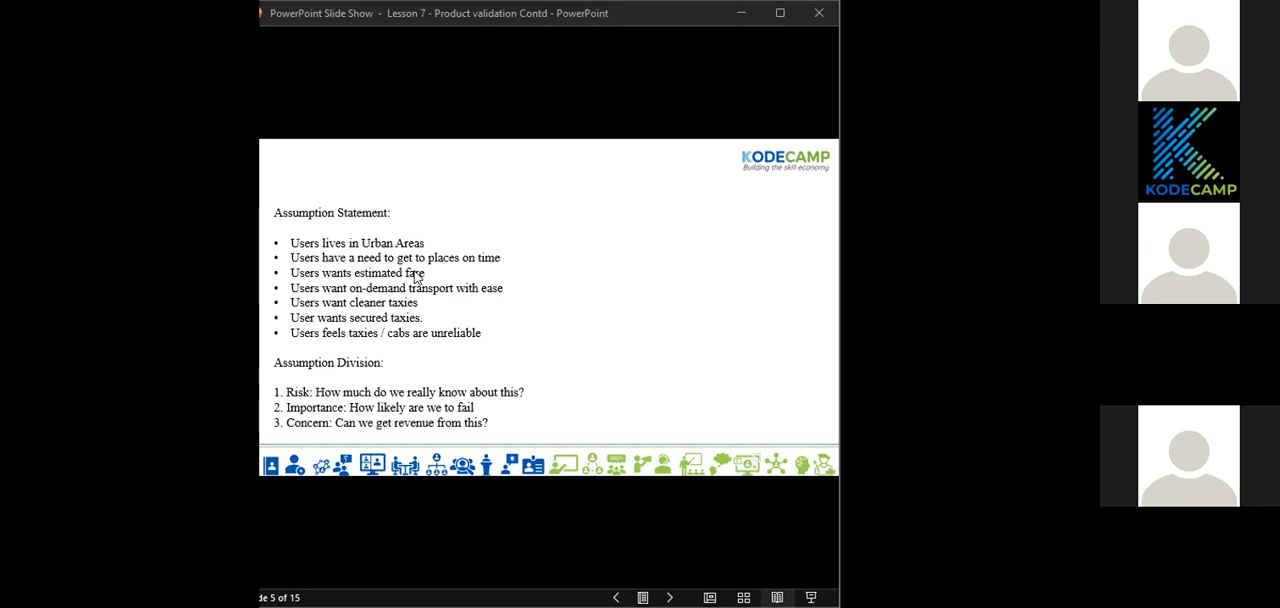 PowerPoint Slide Show - Lesson 7 - Product validation Contd - PowerPoint
KODECAMP
Building the skill economy
Assumption Statement:
• Users lives in Urban Areas
• Users have a need to get to places on time
• Users wants estimated fare
• Users want on-demand transport with ease
• Users want cleaner taxies
• User wants secured taxies.
• Users feels taxies / cabs are unreliable
Assumption Division:
1. Risk: How much do we really know about this?
2. Importance: How likely are we to fail
3. Concern: Can we get revenue from this?
de 5 of 15
K
KODECAMP